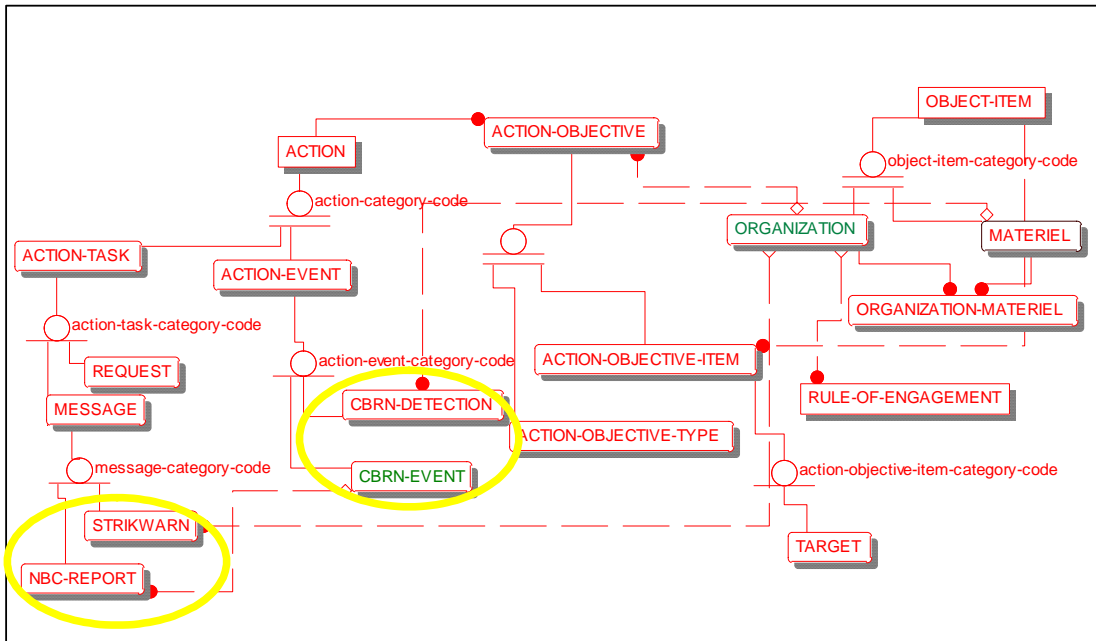 OBJECT-ITEM
ACTION-OBJECTIVE
ACTION
object-item-category-code
action-category-code
ORGANIZATION
MATERIEL
ACTION-TASK
ACTION-EVENT
ORGANIZATION-MATERIEL
action-task-category-code
action-event-category-code
ACTION-OBJECTIVE-ITEM
REQUEST
RULE-OF-ENGAGEMENT
CBRN-DETECTION
MESSAGE
ACTION-OBJECTIVE-TYPE
message-category-code
CBRN-EVENT
action-objective-item-category-code
STRIKWARN
TARGET
NBC-REPORT